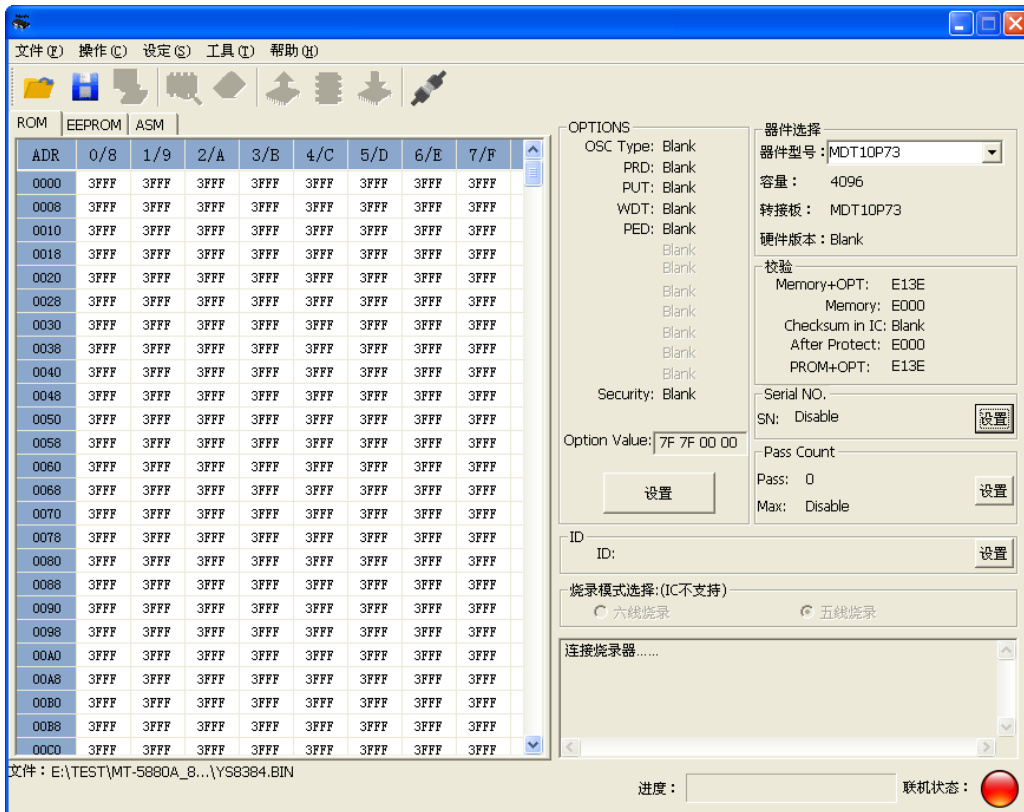 文件(F) 操作(C) 设定(S) 工具(T) 帮助(H)
ROM EEPROM ASM
ADR 0/8 1/9 2/A 3/B 4/C 5/D 6/E 7/F
0000 3FFF 3FFF 3FFF 3FFF 3FFF 3FFF 3FFF 3FFF
0008 3FFF 3FFF 3FFF 3FFF 3FFF 3FFF 3FFF 3FFF
0010 3FFF 3FFF 3FFF 3FFF 3FFF 3FFF 3FFF 3FFF
0018 3FFF 3FFF 3FFF 3FFF 3FFF 3FFF 3FFF 3FFF
0020 3FFF 3FFF 3FFF 3FFF 3FFF 3FFF 3FFF 3FFF
0028 3FFF 3FFF 3FFF 3FFF 3FFF 3FFF 3FFF 3FFF
0030 3FFF 3FFF 3FFF 3FFF 3FFF 3FFF 3FFF 3FFF
0038 3FFF 3FFF 3FFF 3FFF 3FFF 3FFF 3FFF 3FFF
0040 3FFF 3FFF 3FFF 3FFF 3FFF 3FFF 3FFF 3FFF
0048 3FFF 3FFF 3FFF 3FFF 3FFF 3FFF 3FFF 3FFF
0050 3FFF 3FFF 3FFF 3FFF 3FFF 3FFF 3FFF 3FFF
0058 3FFF 3FFF 3FFF 3FFF 3FFF 3FFF 3FFF 3FFF
0060 3FFF 3FFF 3FFF 3FFF 3FFF 3FFF 3FFF 3FFF
0068 3FFF 3FFF 3FFF 3FFF 3FFF 3FFF 3FFF 3FFF
0070 3FFF 3FFF 3FFF 3FFF 3FFF 3FFF 3FFF 3FFF
0078 3FFF 3FFF 3FFF 3FFF 3FFF 3FFF 3FFF 3FFF
0080 3FFF 3FFF 3FFF 3FFF 3FFF 3FFF 3FFF 3FFF
0088 3FFF 3FFF 3FFF 3FFF 3FFF 3FFF 3FFF 3FFF
0090 3FFF 3FFF 3FFF 3FFF 3FFF 3FFF 3FFF 3FFF
0098 3FFF 3FFF 3FFF 3FFF 3FFF 3FFF 3FFF 3FFF
00A0 3FFF 3FFF 3FFF 3FFF 3FFF 3FFF 3FFF 3FFF
00A8 3FFF 3FFF 3FFF 3FFF 3FFF 3FFF 3FFF 3FFF
00B0 3FFF 3FFF 3FFF 3FFF 3FFF 3FFF 3FFF 3FFF
00B8 3FFF 3FFF 3FFF 3FFF 3FFF 3FFF 3FFF 3FFF
00C0 3FFF 3FFF 3FFF 3FFF 3FFF 3FFF 3FFF 3FFF
OPTIONS
OSC Type: Blank
PRD: Blank
PUT: Blank
WDT: Blank
PED: Blank
Blank
Blank
Blank
Blank
Blank
Blank
Blank
Security: Blank
Option Value: 7F 7F 00 00
设置
器件选择
器件型号：MDT10P73
容量： 4096
转接板： MDT10P73
硬件版本：Blank
校验
Memory+OPT: E13E
Memory: E000
Checksum in IC: Blank
After Protect: E000
PROM+OPT: E13E
Serial NO.
SN: Disable 设置
Pass Count
Pass: 0
设置
Max: Disable
ID
ID: 设置
烧录模式选择:(IC不支持)
六线烧录 五线烧录
连接烧录器......
文件：E:\TEST\MT-5880A_8...\YS8384.BIN
进度： 联机状态：